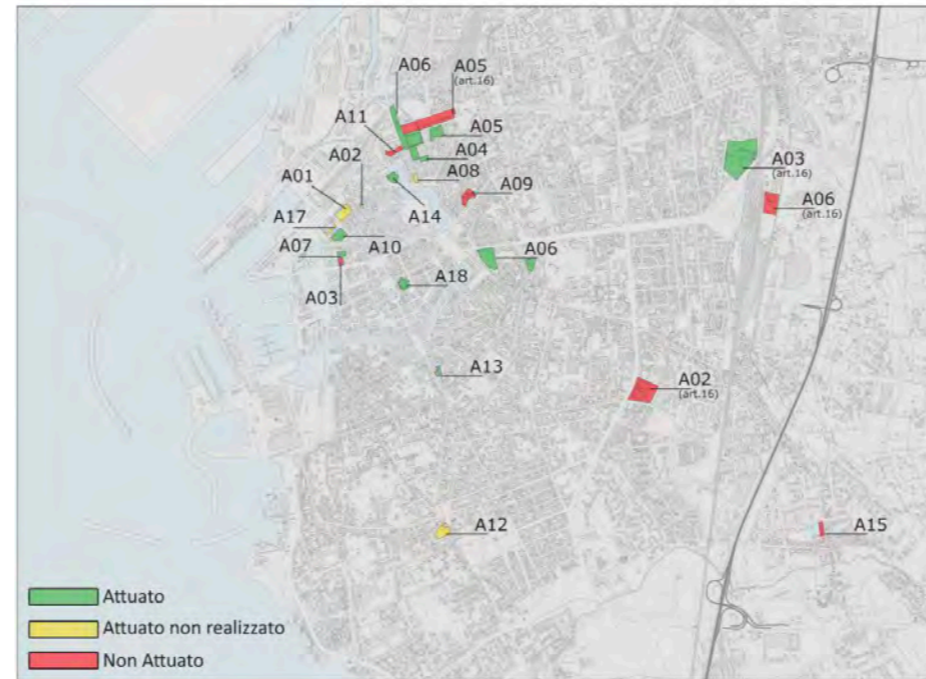 A06
A05
(art.16)
A11
A05
A02
A04
A08
A01
A09
A03
(art.16)
A14
A06
(art.16)
A17
A07
A10
A06
A18
A03
A13
A02
(art.16)
A12
A15
Attuato
Attuato non realizzato
Non Attuato